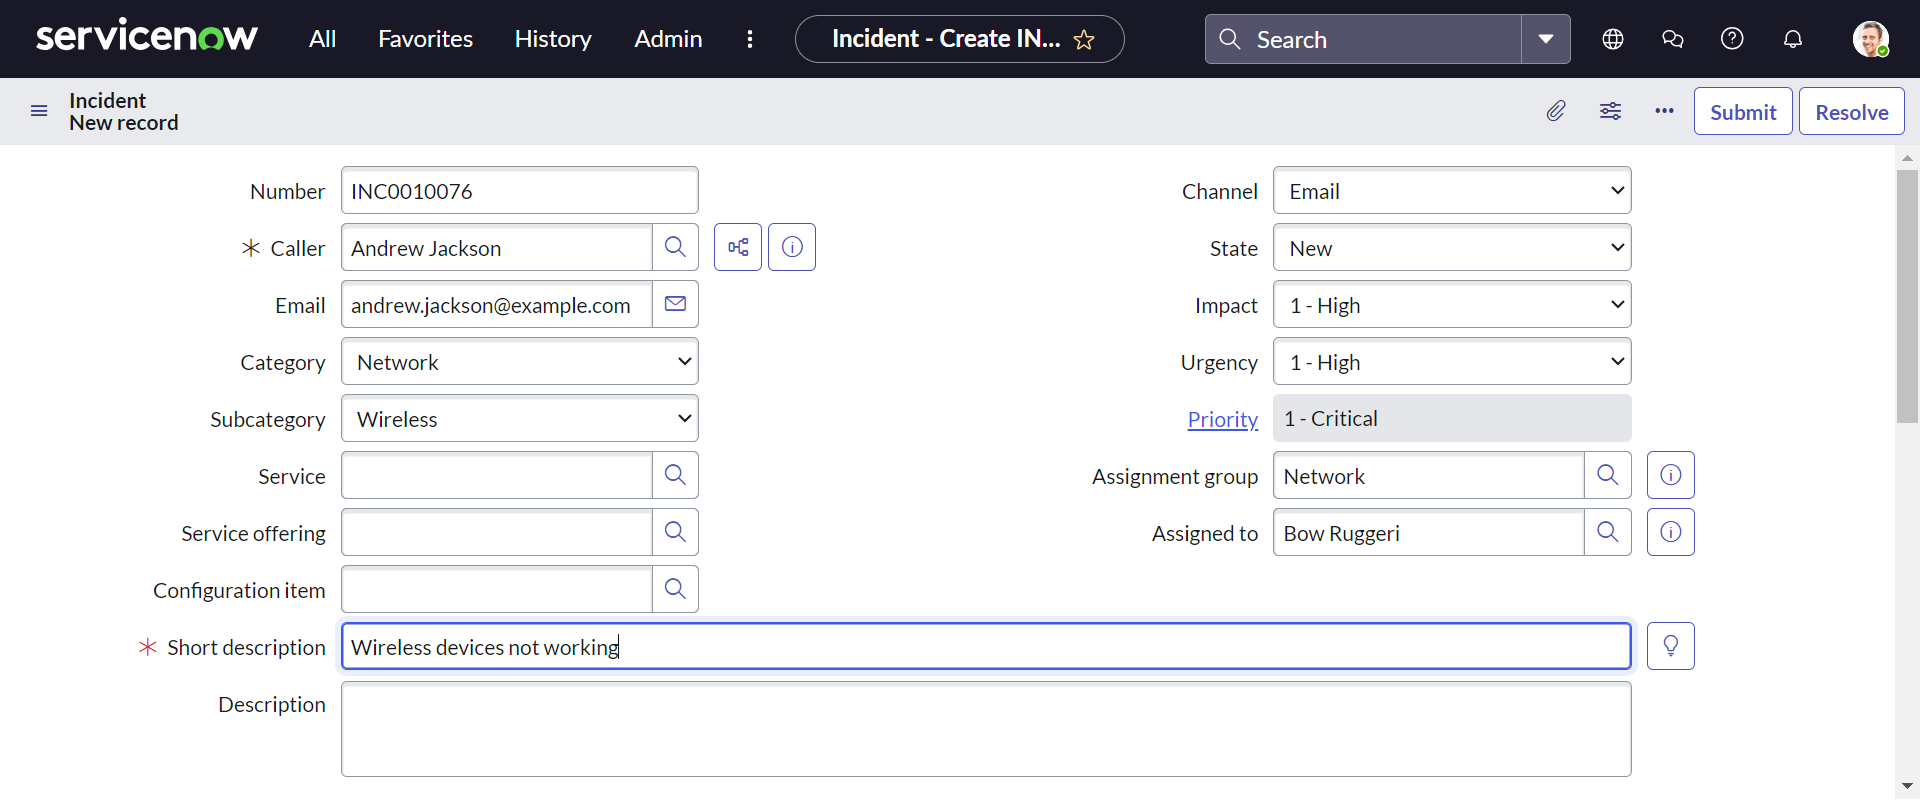 servicenow All Favorites History Admin Incident - Create IN... Search
Incident
New record
Submit Resolve
Number INC0010076
Channel Email
Caller Andrew Jackson
State New
Email andrew.jackson@example.com
Impact 1 - High
Category Network
Urgency 1 - High
Subcategory Wireless
Priority 1 - Critical
Service
Assignment group Network
Service offering
Assigned to Bow Ruggeri
Configuration item
Short description Wireless devices not working
Description